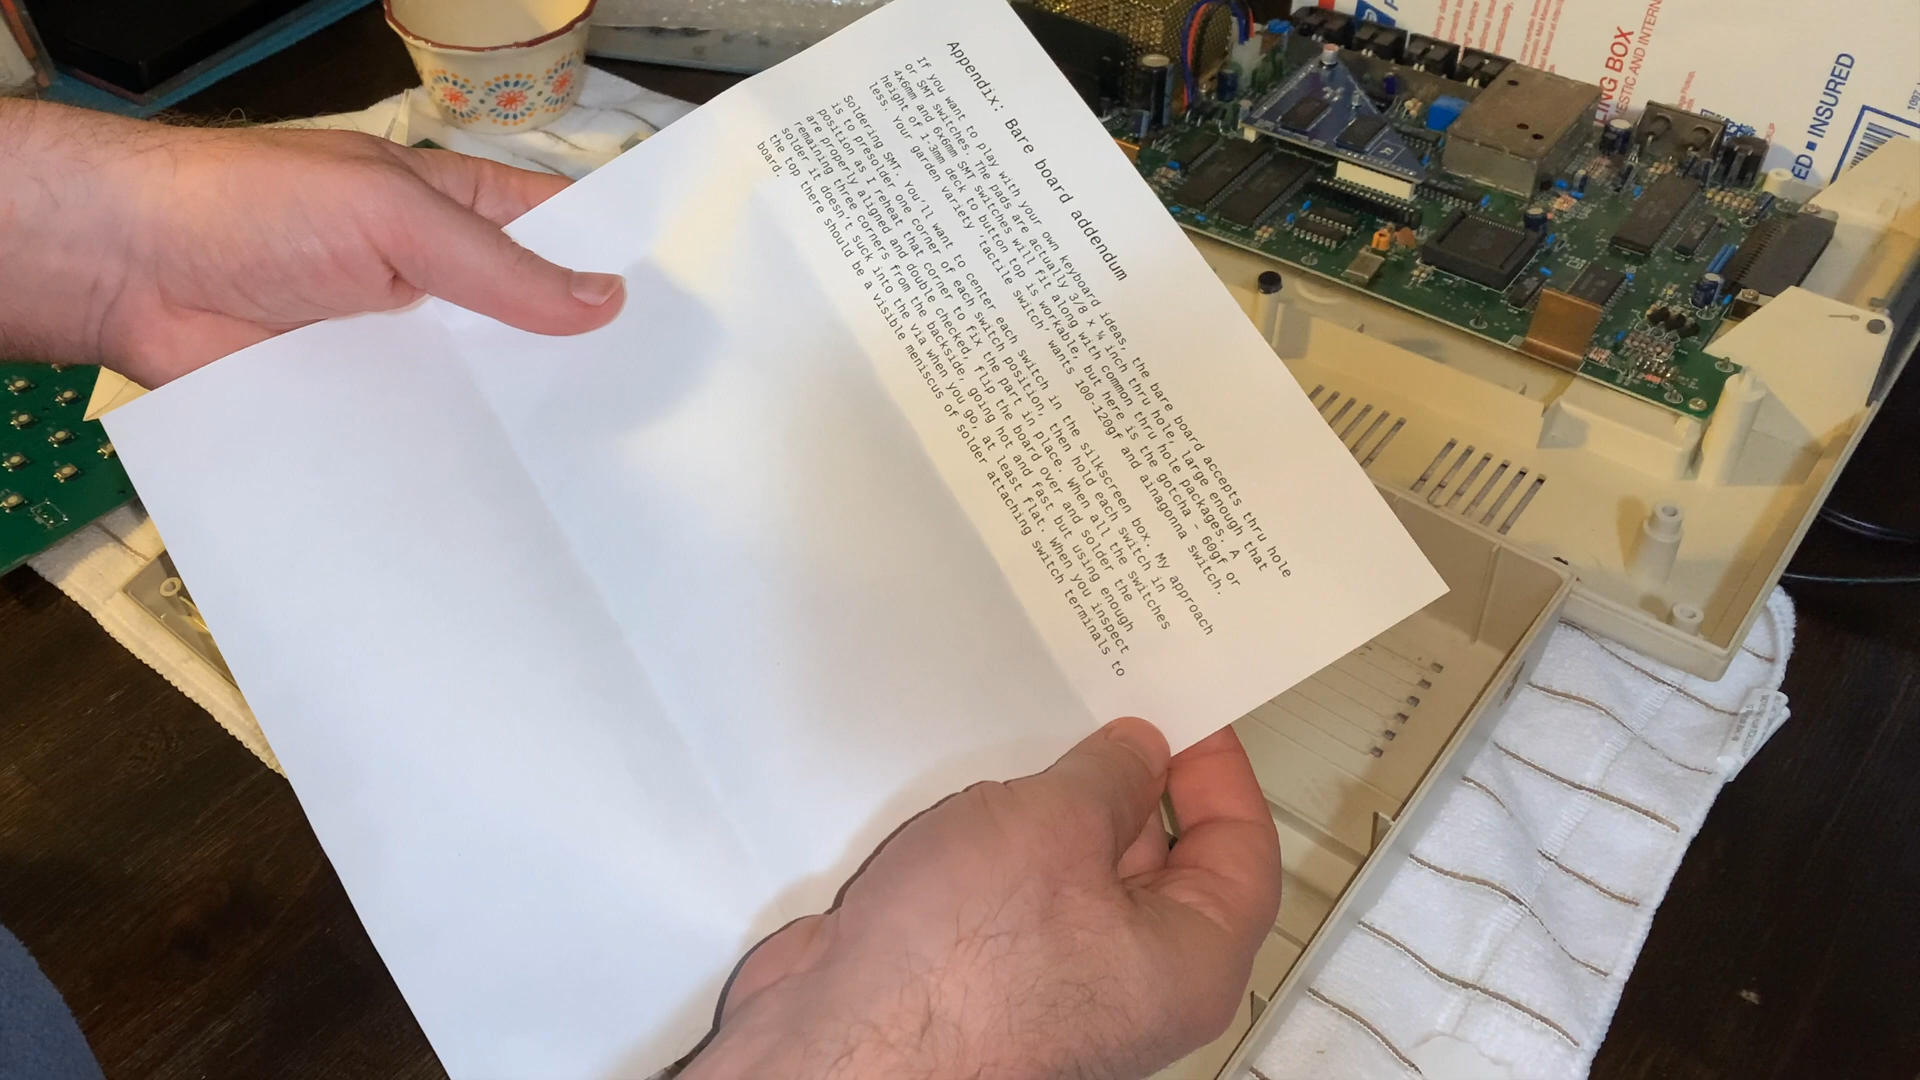 Appendix: Bare board addendum
If you want to play with your own keyboard ideas, the bare board accepts thru hole
or SMT switches. The pads are actually 3/8 x ¼ inch thru hole, large enough that
4x6mm and 6x6mm SMT switches will fit along with common thru hole packages. A
height of 1.3mm deck to button top is workable, but here is the gotcha – 60gf or
less. Your garden variety 'tactile switch' wants 100-120gf and ainagonna switch.
Soldering SMT. You'll want to center each switch in the silkscreen box. My approach
is to presolder one corner of each switch position, then hold each switch in
position as I reheat that corner to fix the part in place. When all the switches
are properly aligned and double checked, flip the board over and solder the
remaining three corners from the backside, going hot and fast but using enough
solder it doesn't suck into the via when you go, at least flat. When you inspect
the top there should be a visible meniscus of solder attaching switch terminals to
board.
ING BOX
ESTIC AND INTERN
ED ▪ INSURED